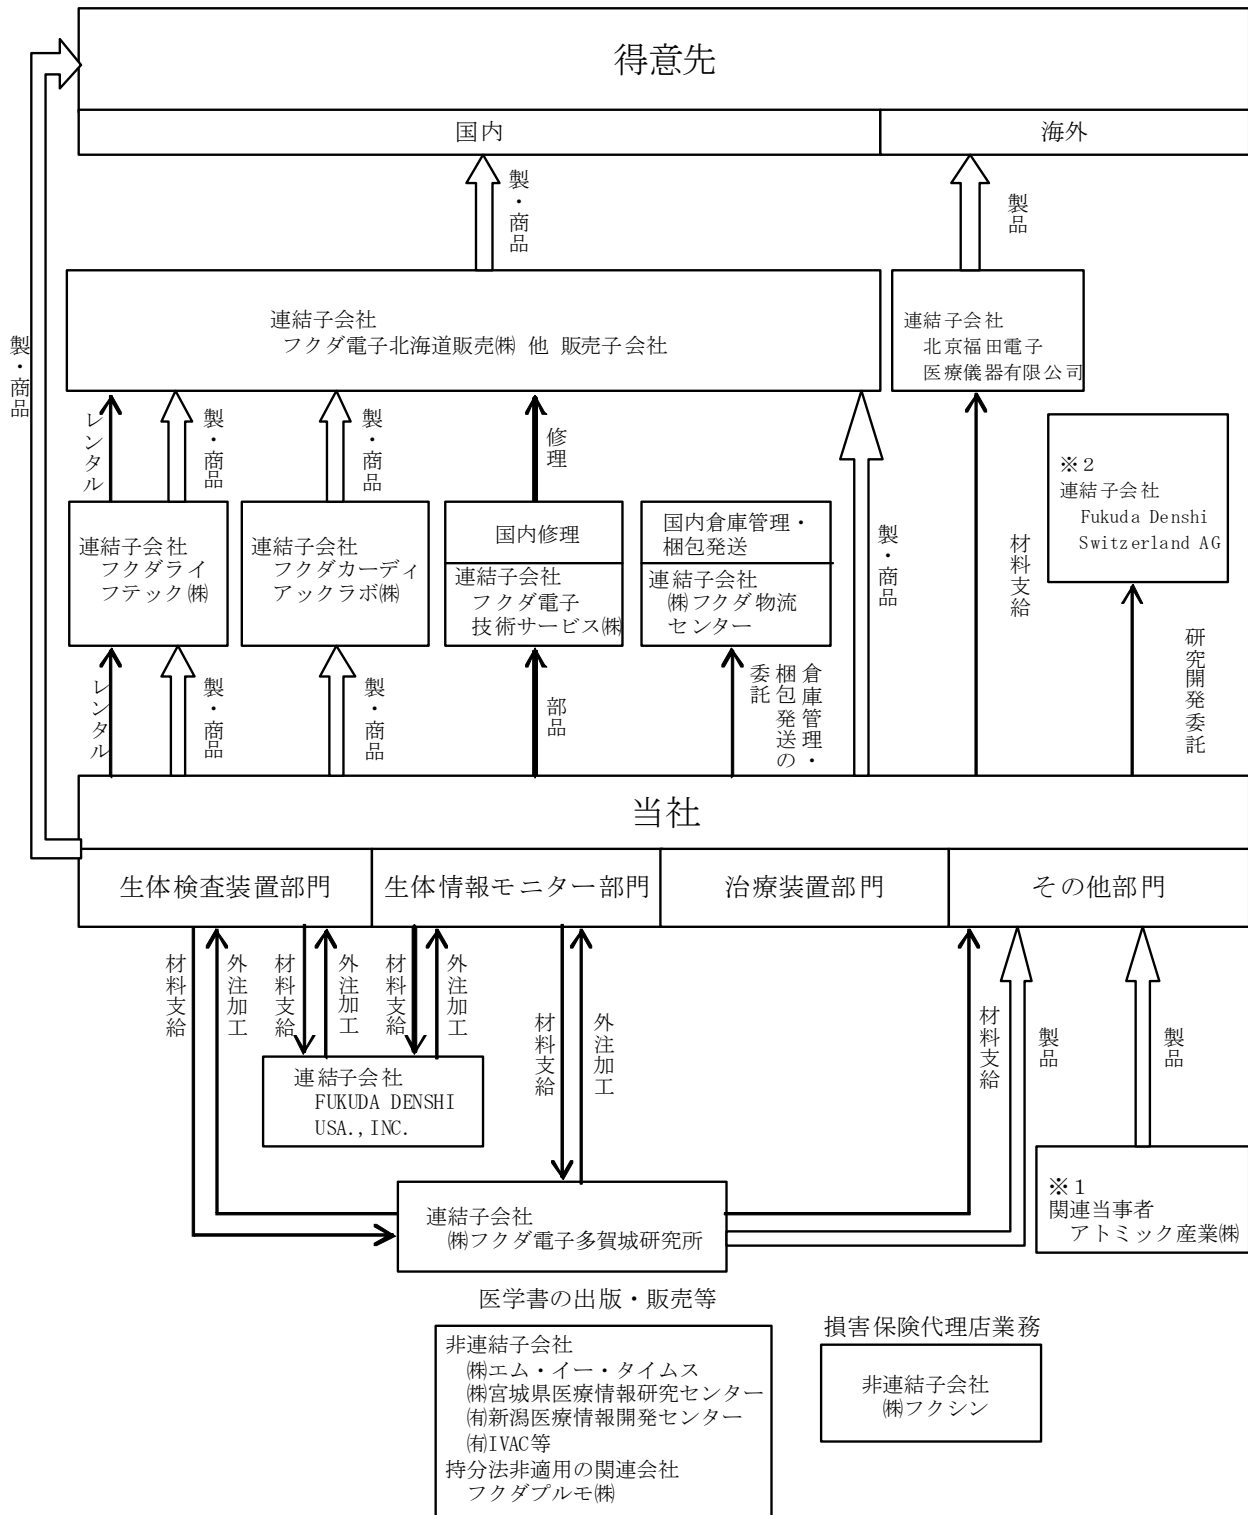 得意先
国内
海外
製・商品
製品
製・商品
連結子会社
フクダ電子北海道販売㈱ 他 販売子会社
連結子会社
北京福田電子
医療儀器有限公司
レンタル
製・商品
製・商品
修理
製・商品
材料支給
※2
連結子会社
Fukuda Denshi
Switzerland AG
連結子会社
フクダライ
フテック㈱
連結子会社
フクダカーディ
アックラボ㈱
国内修理
連結子会社
フクダ電子
技術サービス㈱
国内倉庫管理・
梱包発送
連結子会社
㈱フクダ物流
センター
レンタル
製・商品
製・商品
部品
倉庫管理・
梱包発送の
委託
研究開発委託
当社
生体検査装置部門
生体情報モニター部門
治療装置部門
その他部門
材料支給
外注加工
材料支給
外注加工
材料支給
外注加工
材料支給
外注加工
材料支給
製品
製品
連結子会社
FUKUDA DENSHI
USA., INC.
連結子会社
㈱フクダ電子多賀城研究所
※1
関連当事者
アトミック産業㈱
医学書の出版・販売等
非連結子会社
㈱エム・イー・タイムス
㈱宮城県医療情報研究センター
㈲新潟医療情報開発センター
㈲IVAC等
持分法非適用の関連会社
フクダプルモ㈱
損害保険代理店業務
非連結子会社
㈱フクシン